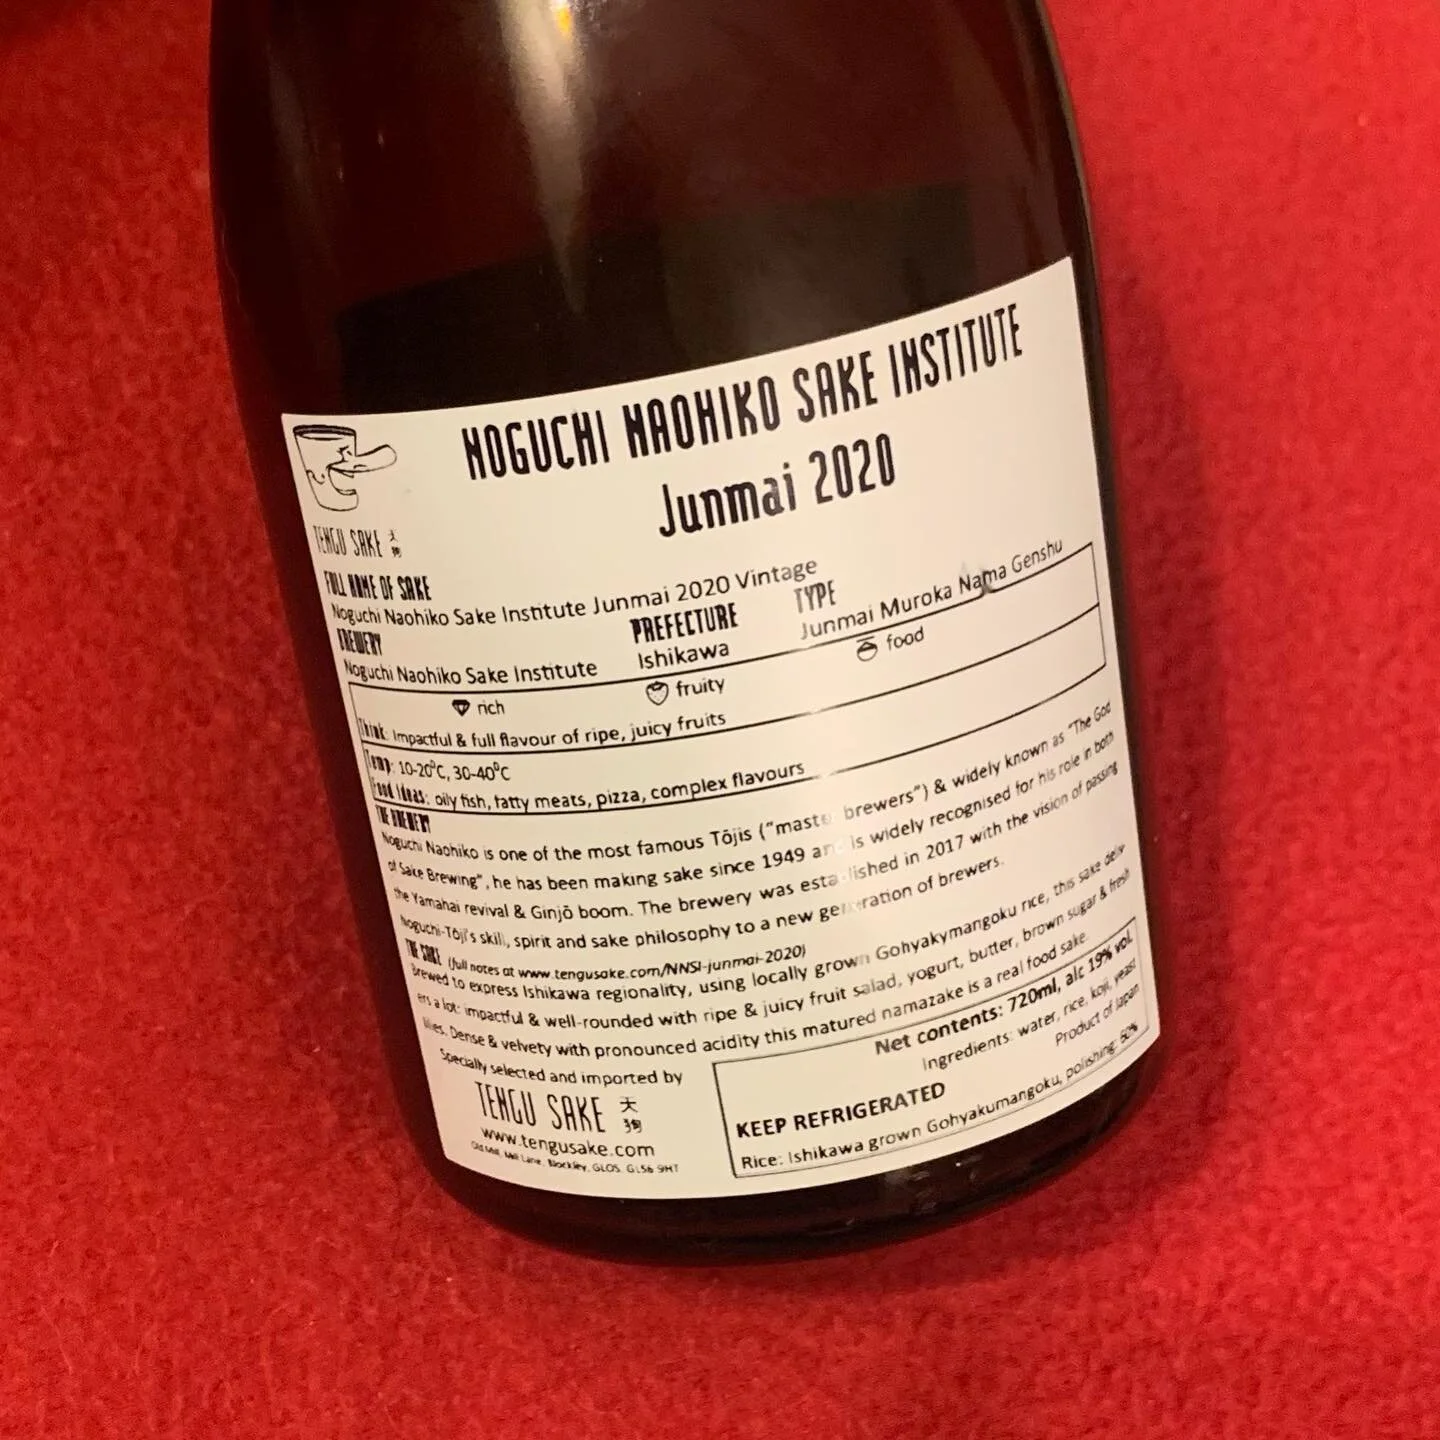 NOGUCHI NAOHIKO SAKE INSTITUTE
Junmai 2020
TENGU SAKE 天狗
FULL NAME OF SAKE
Noguchi Naohiko Sake Institute Junmai 2020 Vintage
BREWERY
Noguchi Naohiko Sake Institute
PREFECTURE
Ishikawa
TYPE
Junmai Muroka Nama Genshu
rich fruity food
Think: Impactful & full flavour of ripe, juicy fruits
Temp: 10-20°C, 30-40°C
Food Ideas: oily fish, fatty meats, pizza, complex flavours
THE BREWERY
Noguchi Naohiko is one of the most famous Tōjis ("master brewers") & widely known as "The God
of Sake Brewing", he has been making sake since 1949 and is widely recognised for his role in both
the Yamahai revival & Ginjō boom. The brewery was established in 2017 with the vision of passing
Noguchi-Tōji's skill, spirit and sake philosophy to a new generation of brewers.
THE SAKE (full notes at www.tengusake.com/NNSI-junmai-2020)
Brewed to express Ishikawa regionality, using locally grown Gohyakymangoku rice, this sake deliv
ers a lot: impactful & well-rounded with ripe & juicy fruit salad, yogurt, butter, brown sugar & fresh
lilies. Dense & velvety with pronounced acidity this matured namazake is a real food sake.
Specially selected and imported by
TENGU SAKE 天狗
www.tengusake.com
Old Mill, Mill Lane, Blockley, GLOS, GL56 9HT
Net contents: 720ml, alc 19% vol.
Ingredients: water, rice, koji, yeast
Product of Japan
KEEP REFRIGERATED
Rice: Ishikawa grown Gohyakumangoku, polishing: 60%